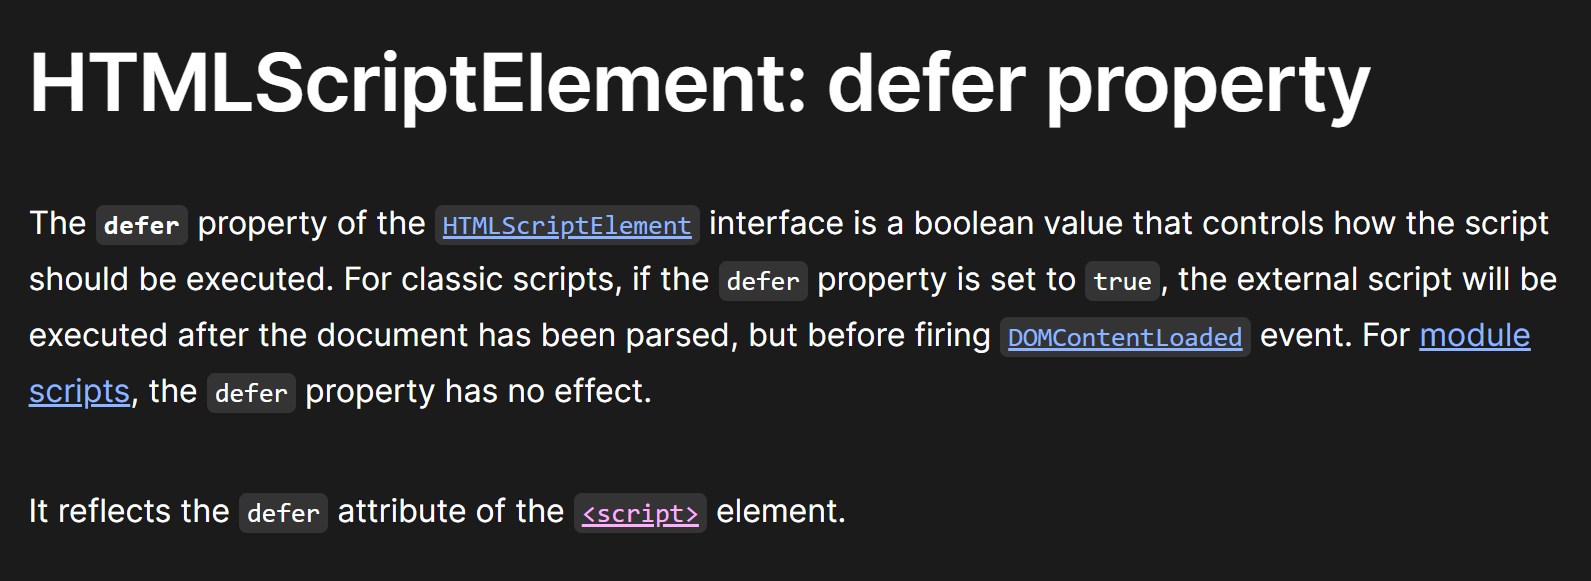 HTMLScriptElement: defer property
The defer property of the HTMLScriptElement interface is a boolean value that controls how the script
should be executed. For classic scripts, if the defer property is set to true, the external script will be
executed after the document has been parsed, but before firing DOMContentLoaded event. For module
scripts, the defer property has no effect.
It reflects the defer attribute of the <script> element.